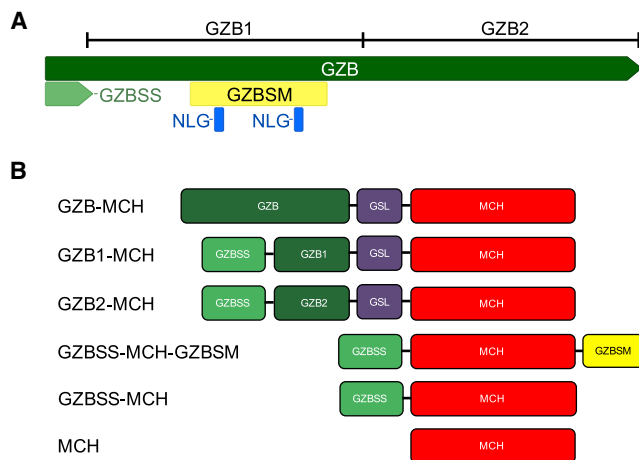 A
GZB1 GZB2
GZB
-GZBSS GZBSM
NLG- NLG-
B
GZB-MCH GZB GSL MCH
GZB1-MCH GZBSS GZB1 GSL MCH
GZB2-MCH GZBSS GZB2 GSL MCH
GZBSS-MCH-GZBSM GZBSS MCH GZBSM
GZBSS-MCH GZBSS MCH
MCH MCH